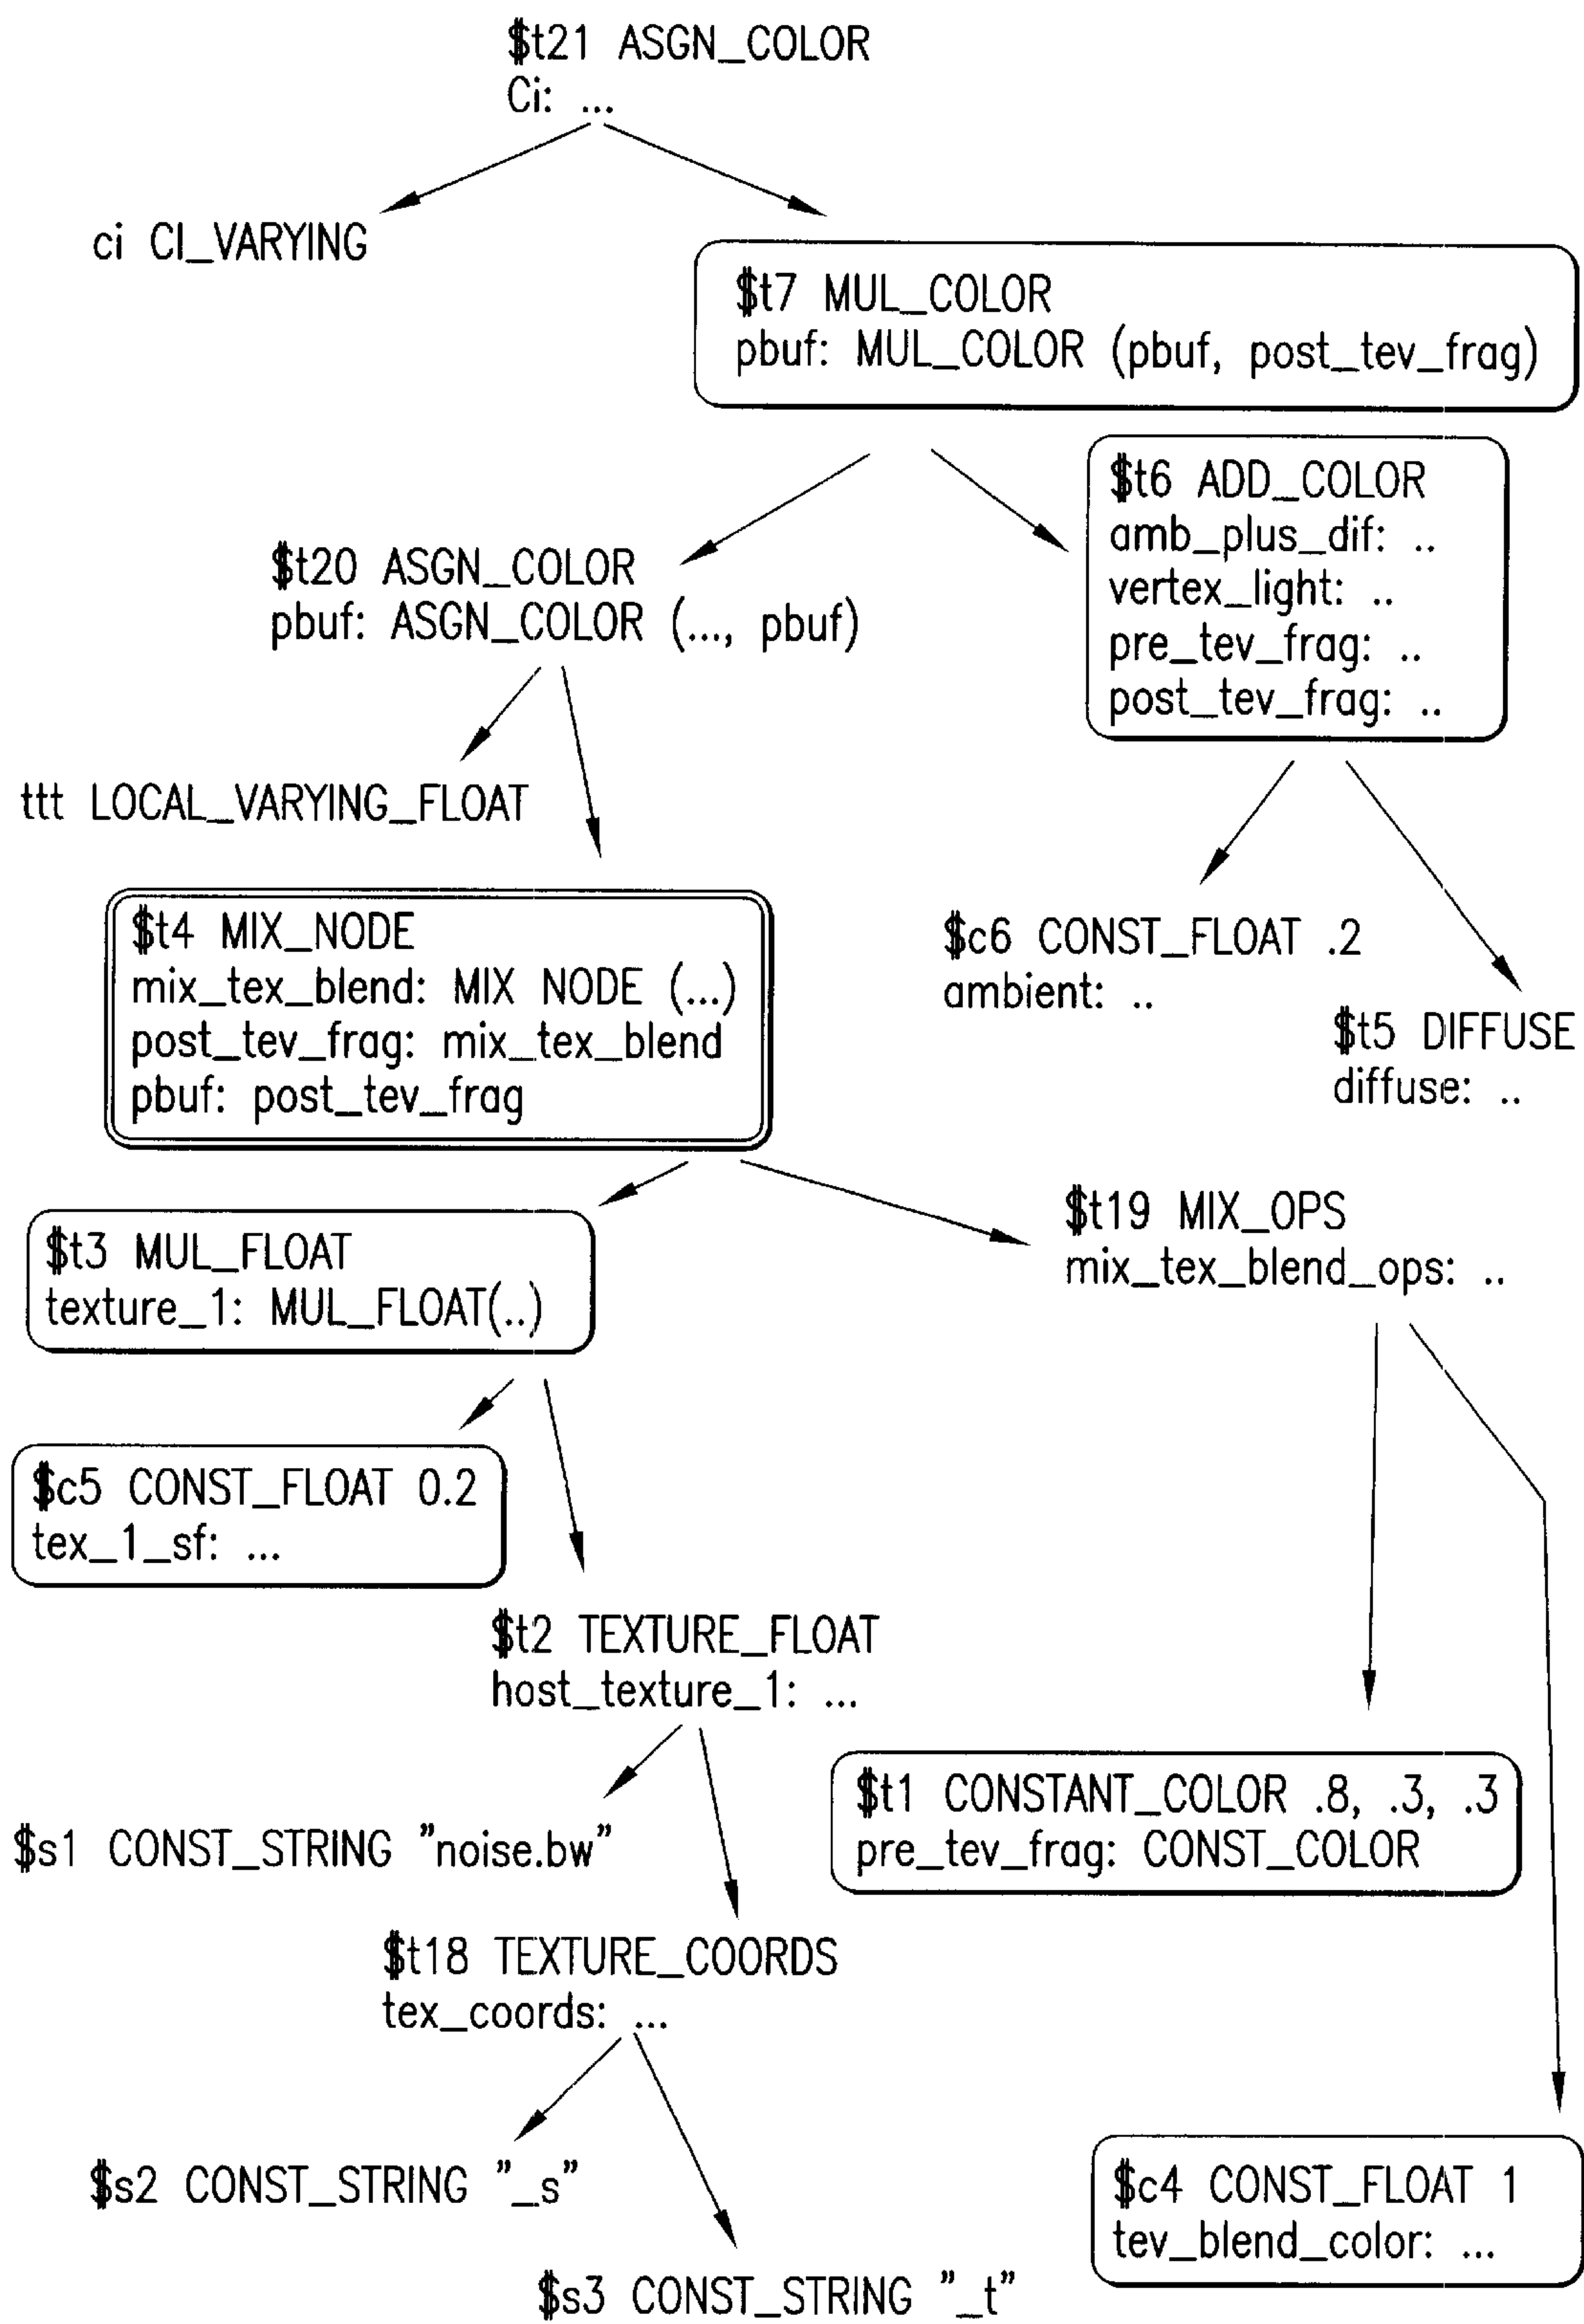 $t21 ASGN_COLOR
Ci: ...
ci CI_VARYING
$t7 MUL_COLOR
pbuf: MUL_COLOR (pbuf, post_tev_frag)
$t6 ADD_COLOR
amb_plus_dif: ..
vertex_light: ..
pre_tev_frag: ..
post_tev_frag: ..
$t20 ASGN_COLOR
pbuf: ASGN_COLOR (..., pbuf)
ttt LOCAL_VARYING_FLOAT
$t4 MIX_NODE
mix_tex_blend: MIX NODE (...)
post_tev_frag: mix_tex_blend
pbuf: post_tev_frag
$c6 CONST_FLOAT .2
ambient: ..
$t5 DIFFUSE
diffuse: ..
$t3 MUL_FLOAT
texture_1: MUL_FLOAT(..)
$t19 MIX_OPS
mix_tex_blend_ops: ..
$c5 CONST_FLOAT 0.2
tex_1_sf: ...
$t2 TEXTURE_FLOAT
host_texture_1: ...
$s1 CONST_STRING "noise.bw"
$t1 CONSTANT_COLOR .8, .3, .3
pre_tev_frag: CONST_COLOR
$t18 TEXTURE_COORDS
tex_coords: ...
$s2 CONST_STRING "_s"
$c4 CONST_FLOAT 1
tev_blend_color: ...
$s3 CONST_STRING "_t"